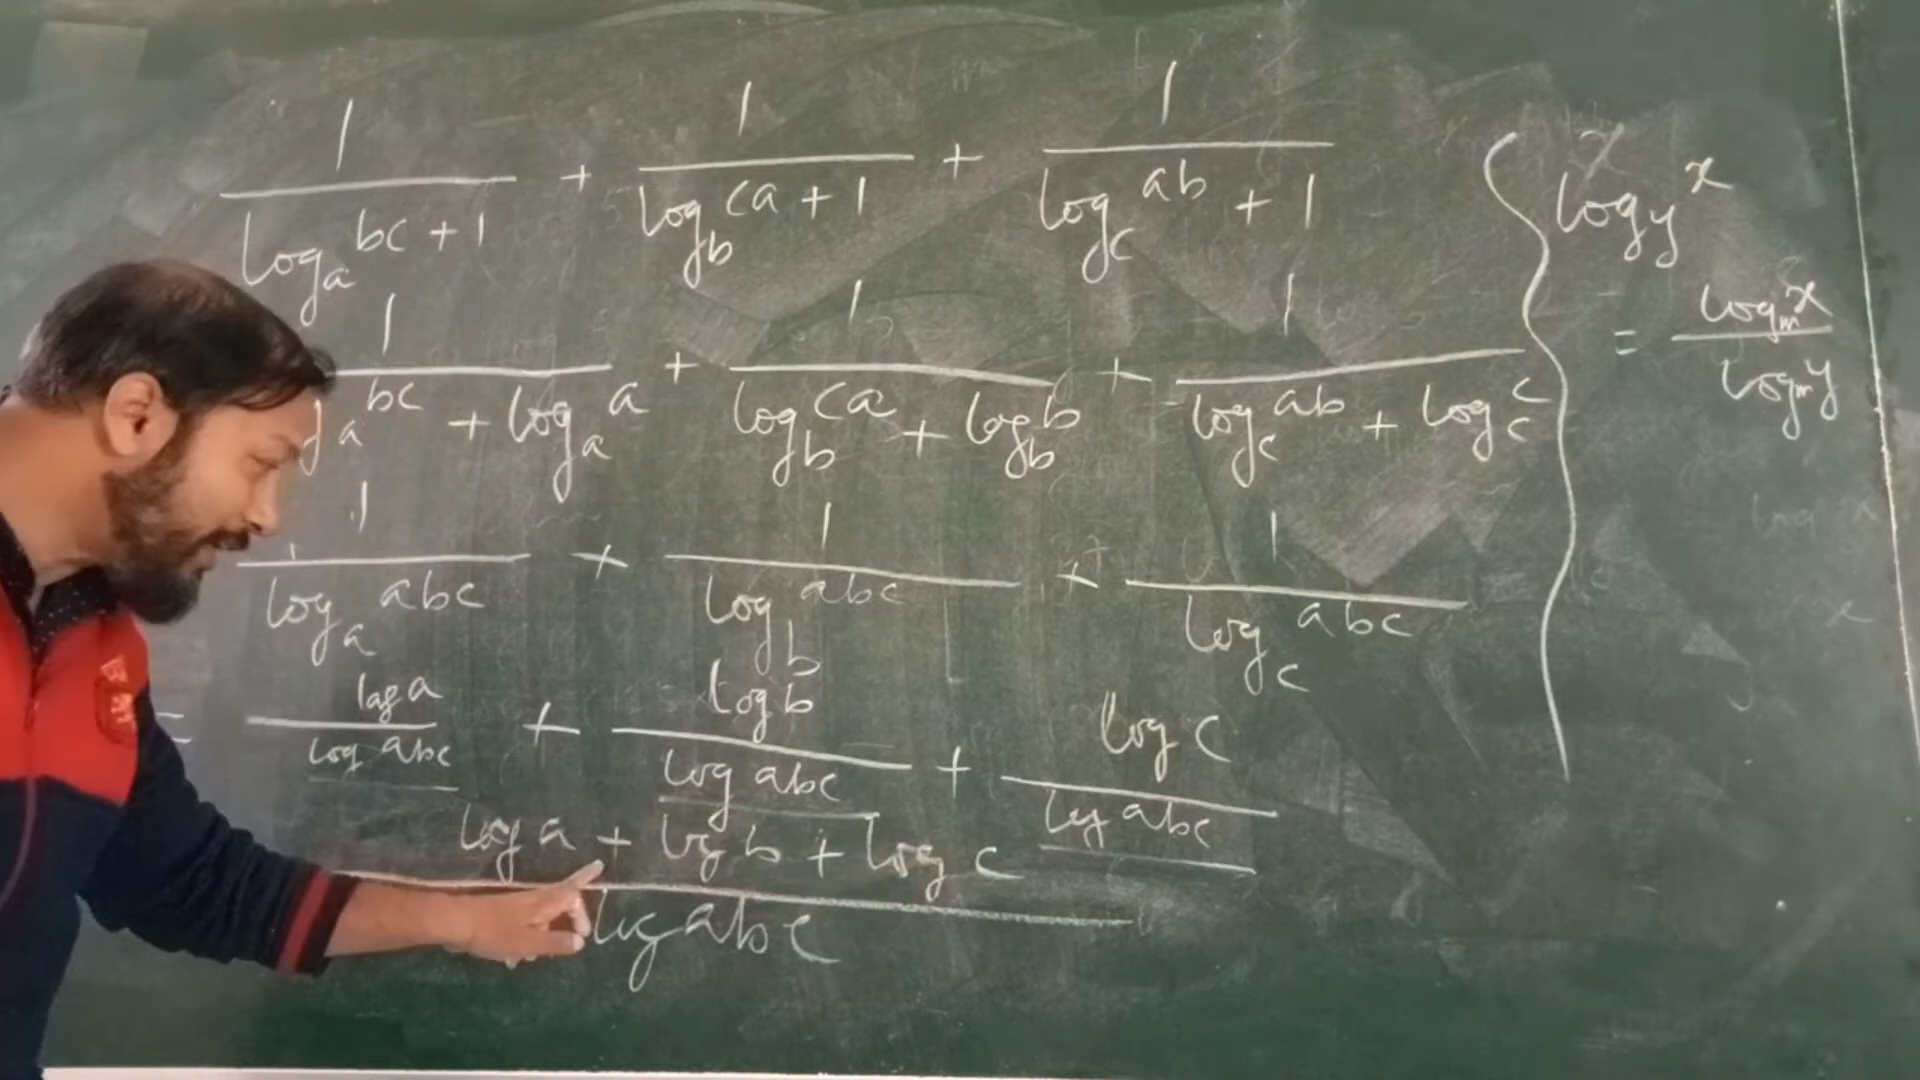 1/(log_a bc + 1) + 1/(log_b ca + 1) + 1/(log_c ab + 1)
1/(g_a bc + log_a a) + 1/(log_b ca + log_b b) + 1/(log_c ab + log_c c)
1/(log_a abc) + 1/(log_b abc) + 1/(log_c abc)
= log a/log abc + log b/log abc + log c/log abc
log a + log b + log c
log abc
log_y x
= log_m x/log_m y